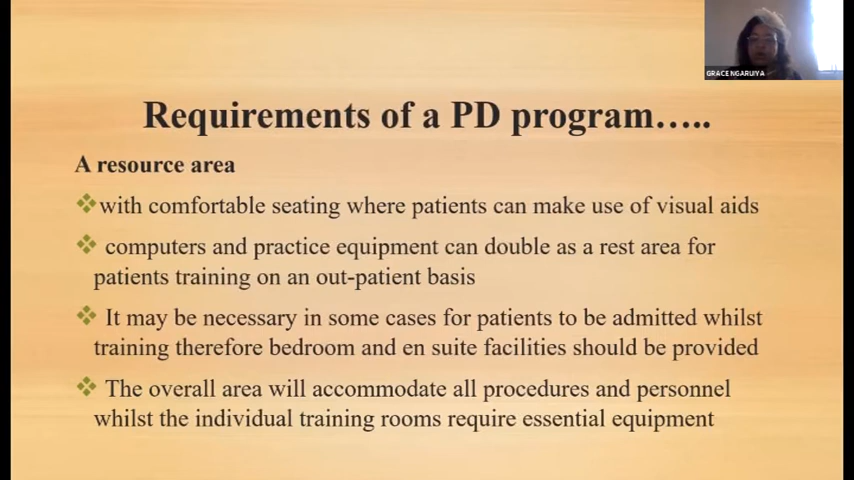 GRACE NGARUIYA
Requirements of a PD program…..
A resource area
with comfortable seating where patients can make use of visual aids
computers and practice equipment can double as a rest area for
patients training on an out-patient basis
It may be necessary in some cases for patients to be admitted whilst
training therefore bedroom and en suite facilities should be provided
The overall area will accommodate all procedures and personnel
whilst the individual training rooms require essential equipment